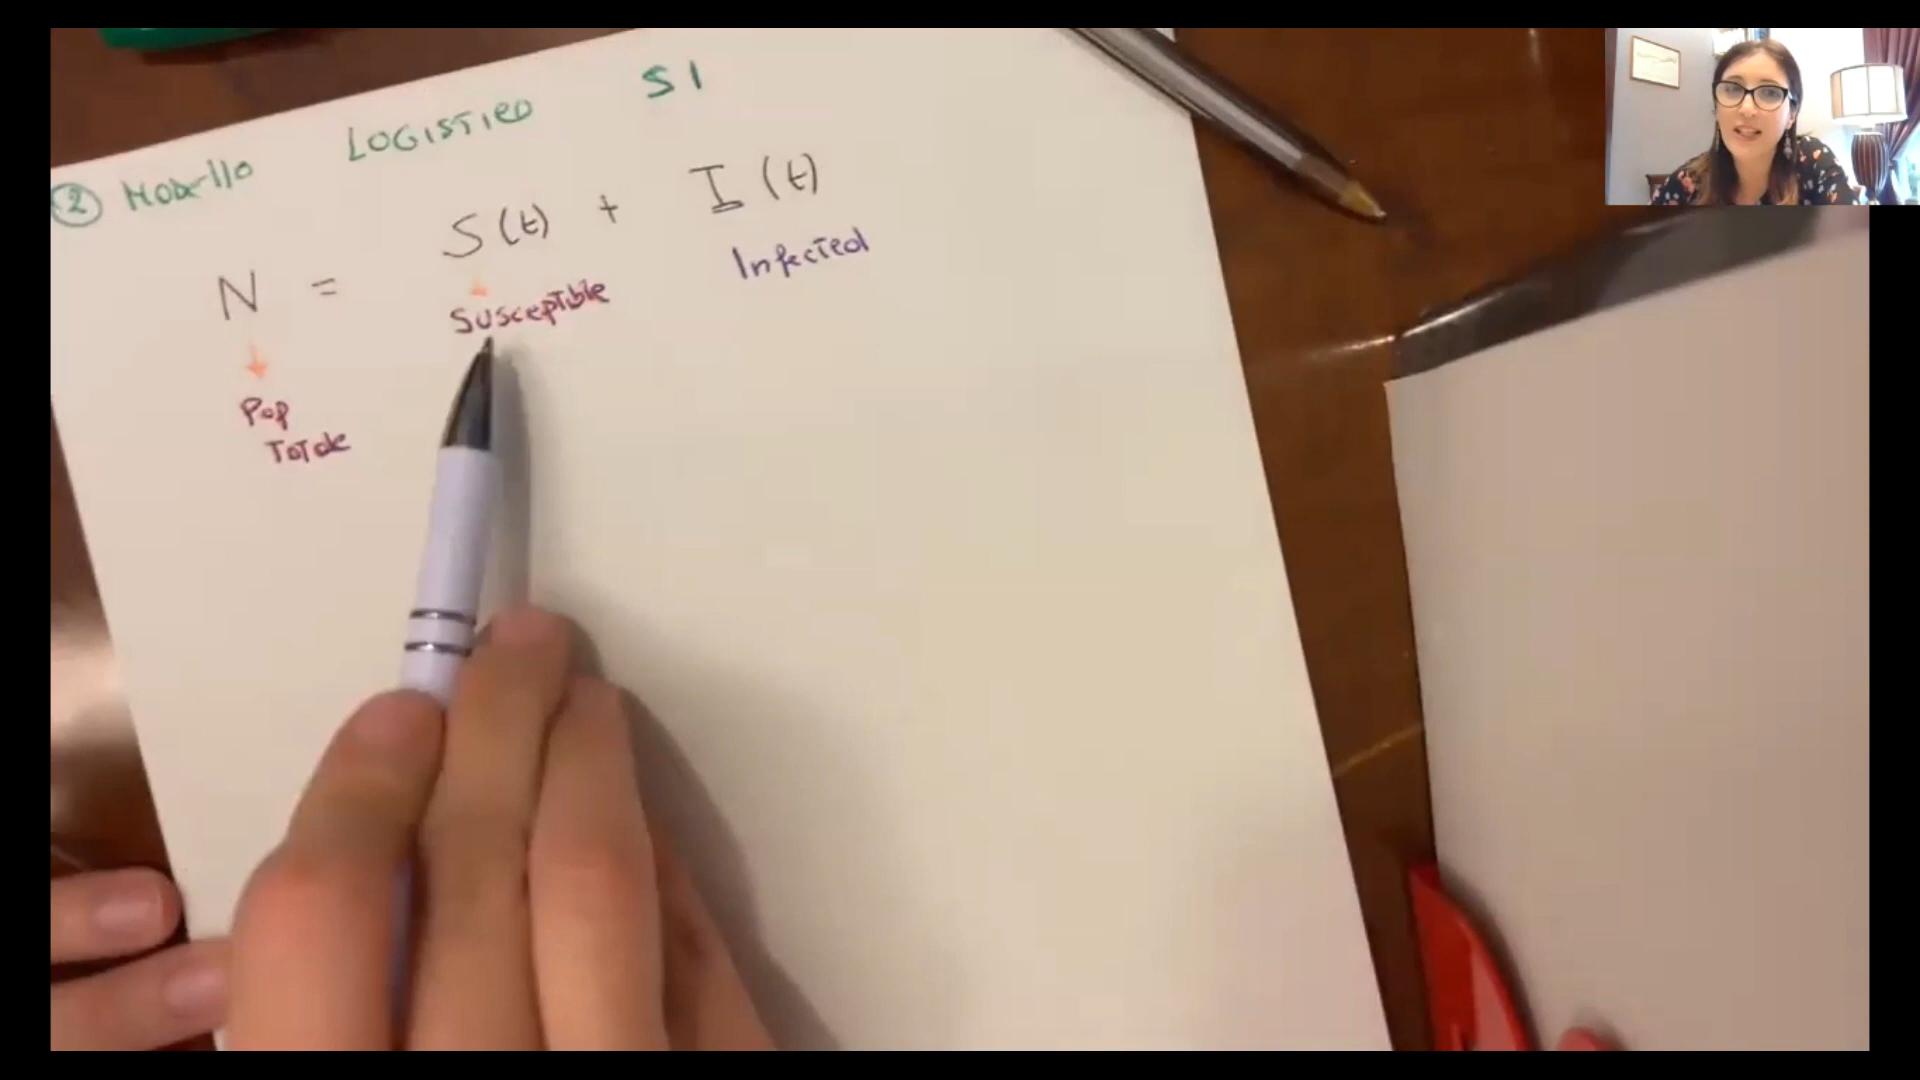 ② Modello LOGISTICO SI
N = S(t) + I(t)
Susceptible Infected
Pop
Totale